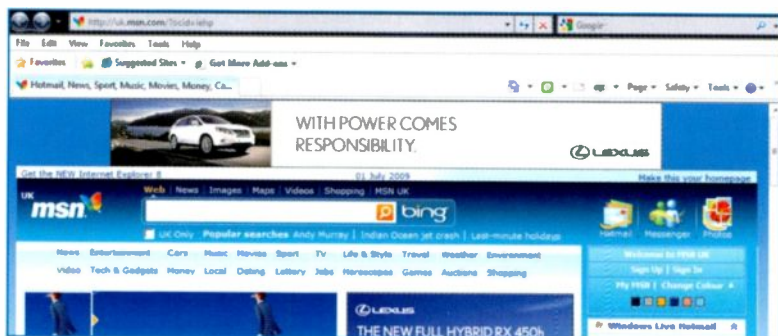 http://uk.msn.com/?ocid=iehp
Google
File Edit View Favorites Tools Help
Favorites Suggested Sites Get More Add-ons
Hotmail, News, Sport, Music, Movies, Money, Ca...
Page Safety Tools
WITH POWER COMES
RESPONSIBILITY.
LEXUS
Get the NEW Internet Explorer 8 01 July 2009 Make this your homepage
Web News Images Maps Videos Shopping MSN UK
UK msn
bing
UK Only Popular searches Andy Murray | Indian Ocean jet crash | Last-minute holidays
Hotmail Messenger Photos
News Entertainment Cars Music Movies Sport TV Life & Style Travel Weather Environment
Video Tech & Gadgets Money Local Dating Lottery Jobs Horoscopes Games Auctions Shopping
Welcome to MSN UK
Sign Up | Sign In
My MSN | Change Colour
LEXUS
THE NEW FULL HYBRID RX 450h
Windows Live Hotmail